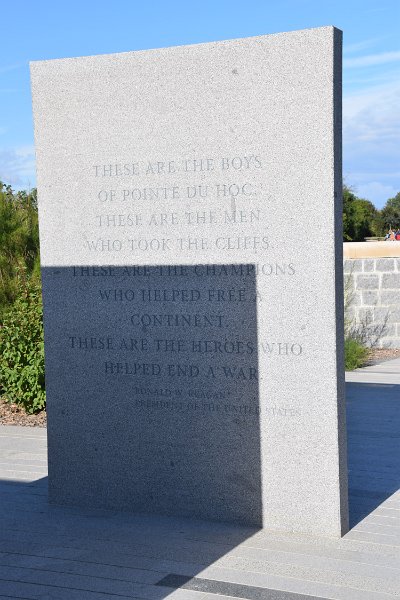 THESE ARE THE BOYS
OF POINTE DU HOC.
THESE ARE THE MEN
WHO TOOK THE CLIFFS.
THESE ARE THE CHAMPIONS
WHO HELPED FREE A
CONTINENT.
THESE ARE THE HEROES WHO
HELPED END A WAR.
RONALD W. REAGAN
PRESIDENT OF THE UNITED STATES